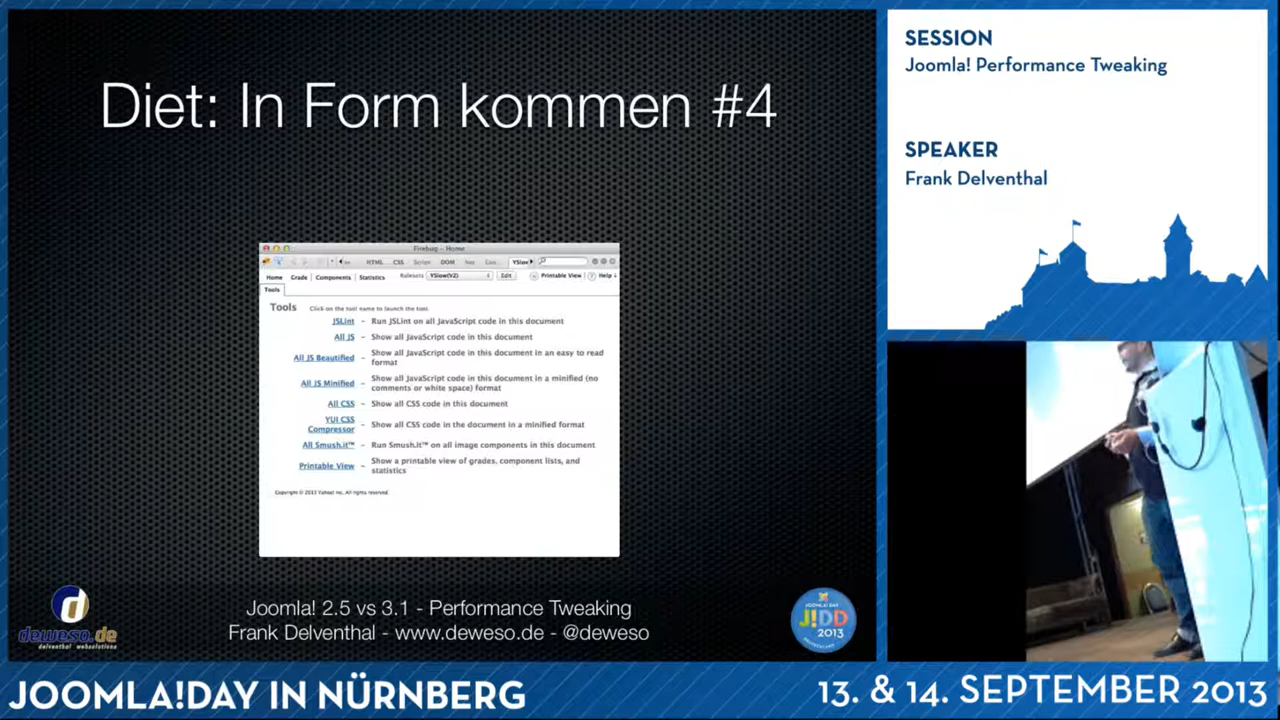 Diet: In Form kommen #4
Firebug - Home
HTML CSS Script DOM Net YSlow
Home Grade Components Statistics Rulesets YSlow(V2) Edit Printable View Help
Tools
Tools Click on the tool name to launch the tool.
JSLint - Run JSLint on all JavaScript code in this document
All JS - Show all JavaScript code in this document
All JS Beautified - Show all JavaScript code in this document in an easy to read
format
All JS Minified - Show all JavaScript code in this document in a minified (no
comments or white space) format
All CSS - Show all CSS code in this document
YUI CSS
Compressor - Show all CSS code in the document in a minified format
All Smush.it™ - Run Smush.it™ on all image components in this document
Printable View - Show a printable view of grades, component lists, and
statistics
Copyright © 2013 Yahoo! Inc. All rights reserved.
Joomla! 2.5 vs 3.1 - Performance Tweaking
Frank Delventhal - www.deweso.de - @deweso
d
deweso.de
delventhal websolutions
JOOMLA! DAY
J!DD
2013
SESSION
Joomla! Performance Tweaking
SPEAKER
Frank Delventhal
JOOMLA!DAY IN NÜRNBERG
13. & 14. SEPTEMBER 2013